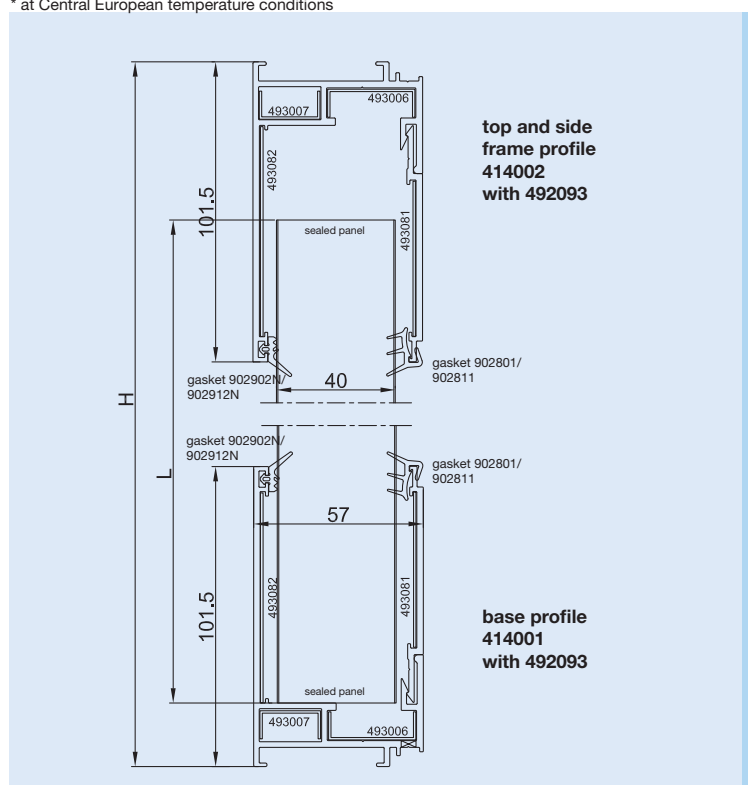 * at Central European temperature conditions
493007
493006
top and side
frame profile
414002
with 492093
493082
101.5
sealed panel
493081
gasket 902902N/
902912N
40
gasket 902801/
902811
H
L
gasket 902902N/
902912N
gasket 902801/
902811
57
493082
493081
101.5
base profile
414001
with 492093
sealed panel
493007
493006